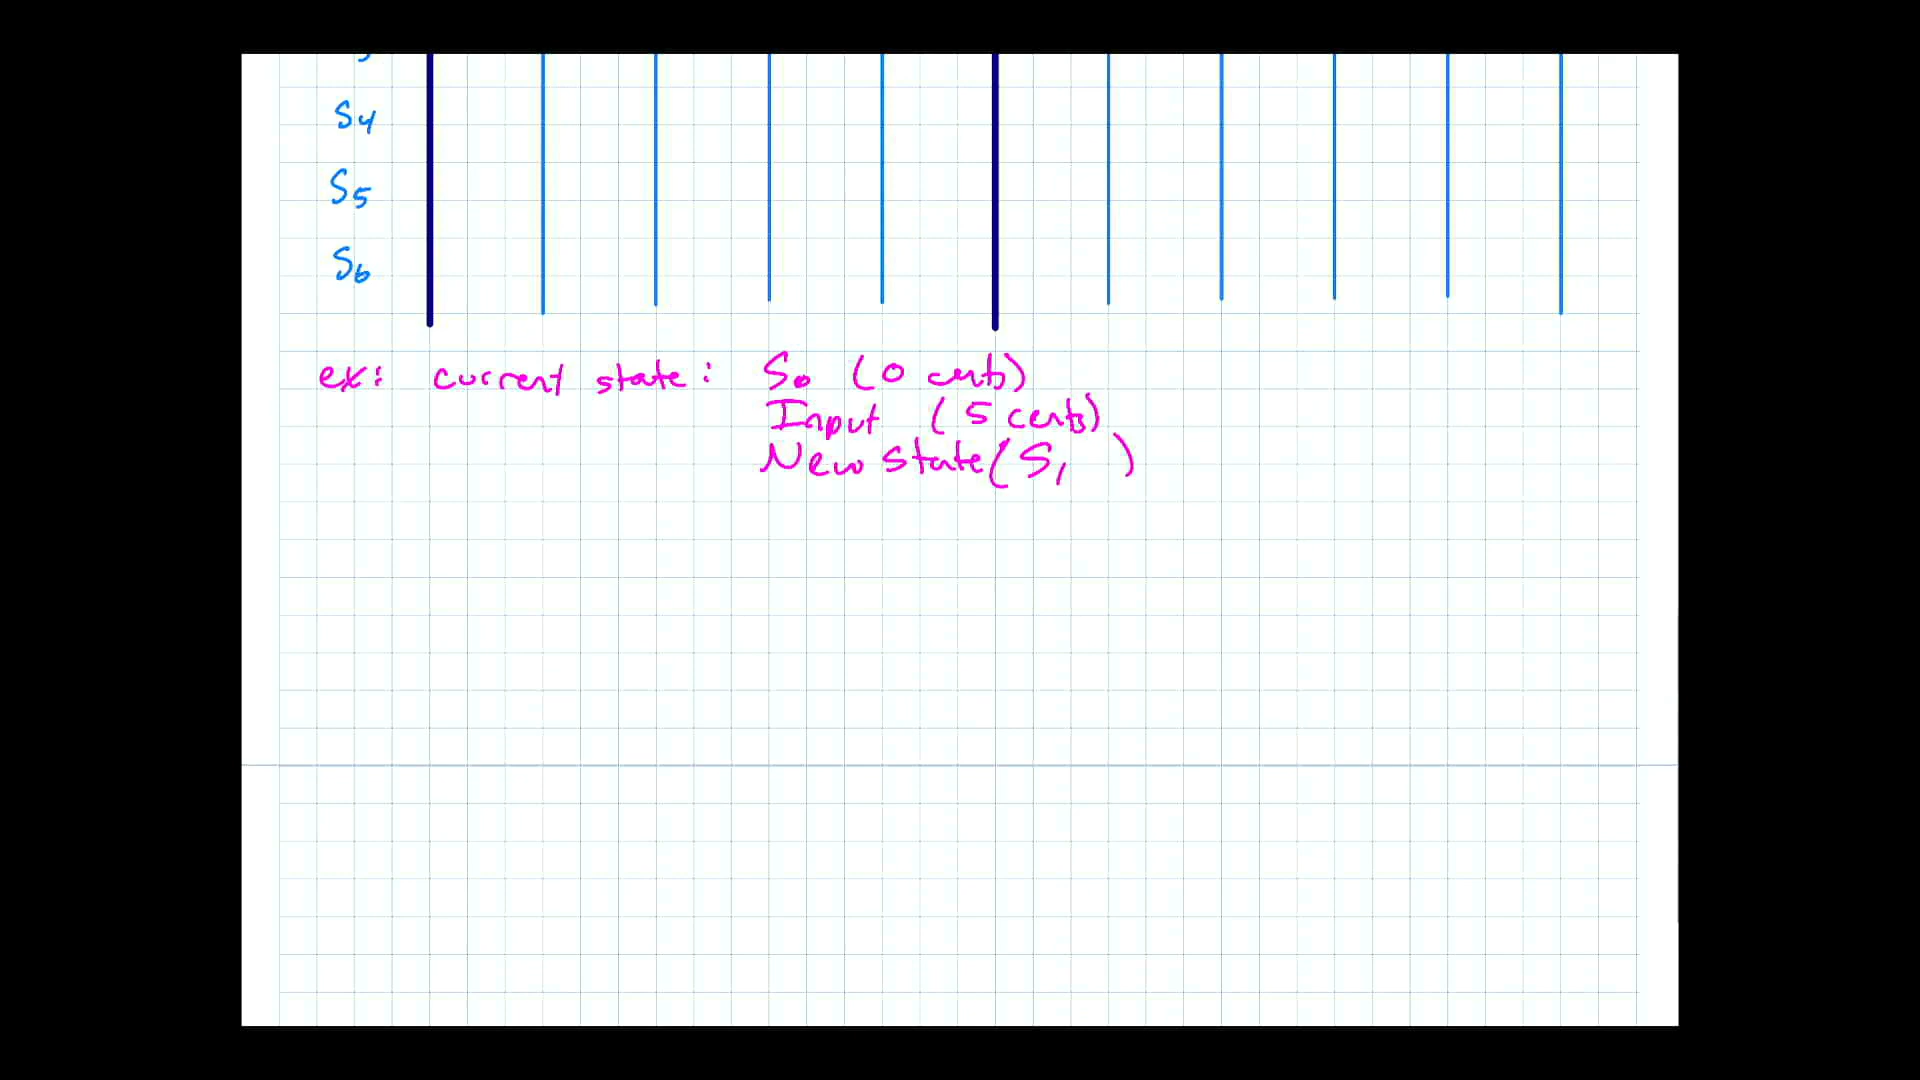 S4
S5
S6
ex: current state: S0 (0 cents)
Input (5 cents)
New State (S1 )